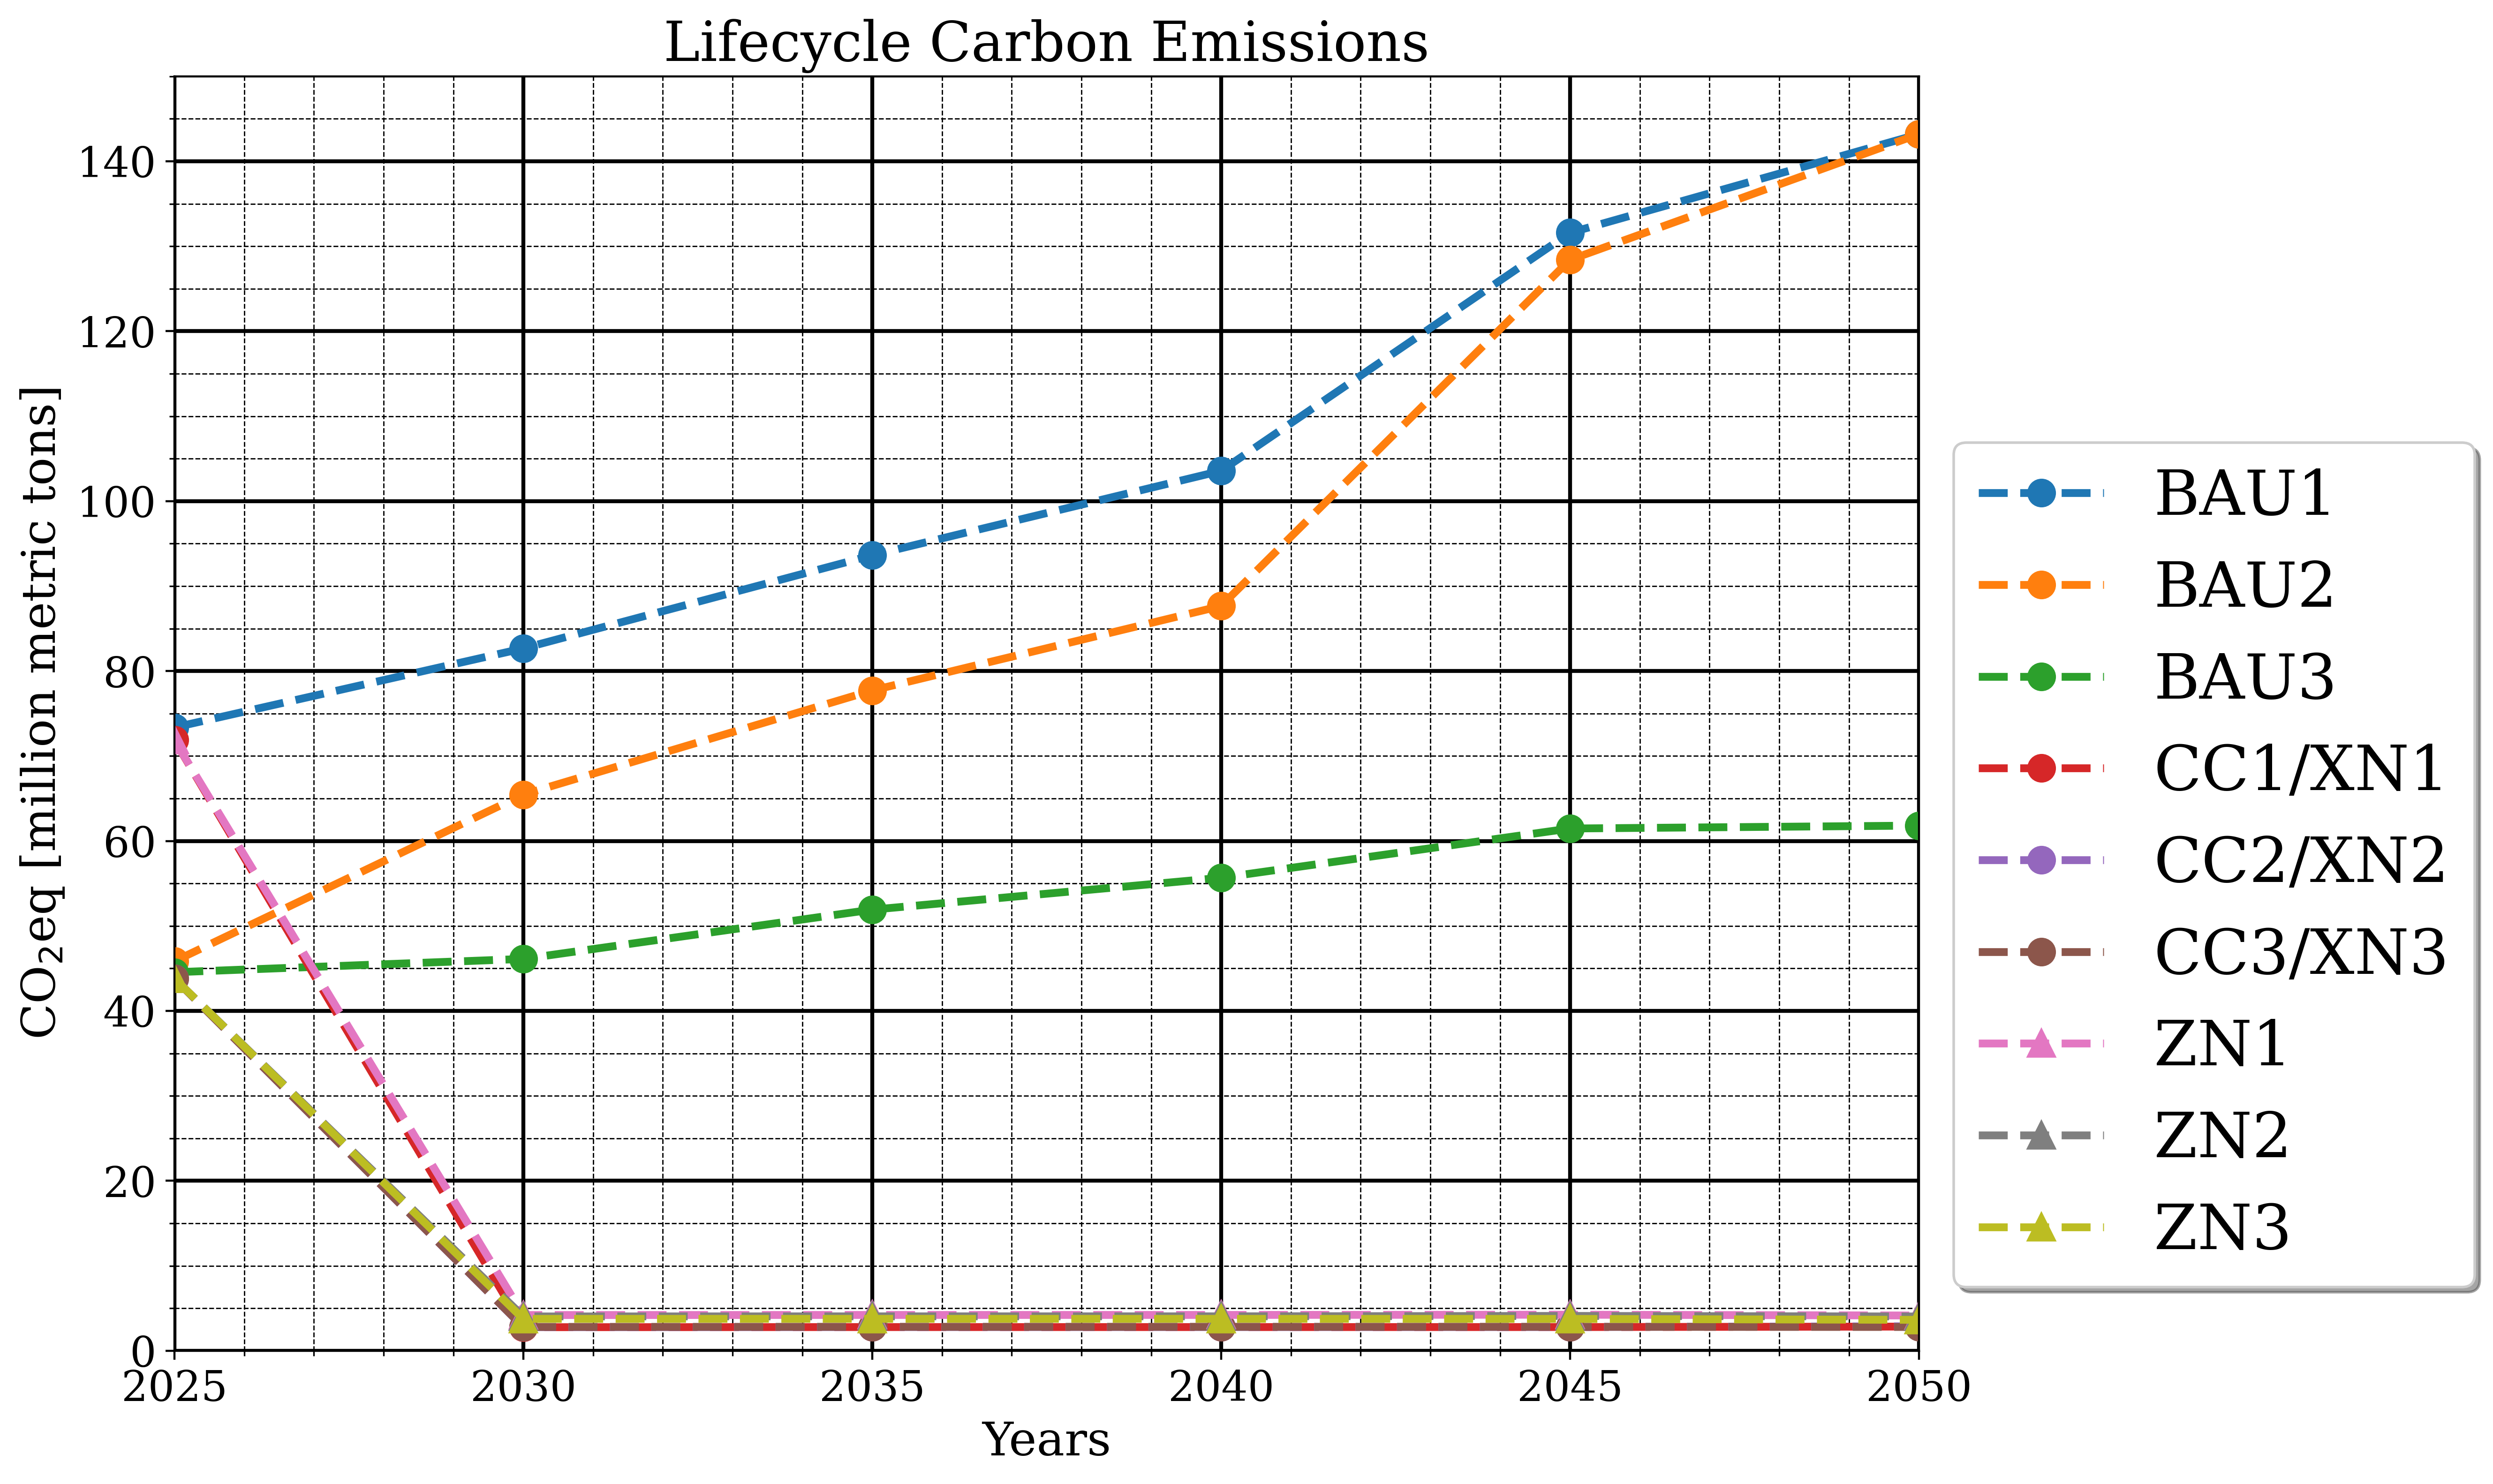 Lifecycle Carbon Emissions
CO₂eq [million metric tons]
140
120
100
80
60
40
20
0
2025 2030 2035 2040 2045 2050
Years
BAU1
BAU2
BAU3
CC1/XN1
CC2/XN2
CC3/XN3
ZN1
ZN2
ZN3